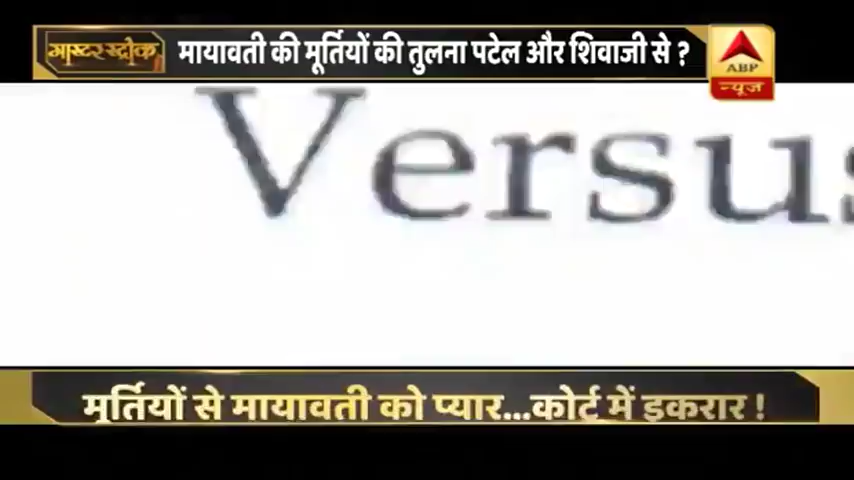 मास्टरस्ट्रोक
मायावती की मूर्तियों की तुलना पटेल और शिवाजी से ?
ABP
न्यूज़
Versus
मूर्तियों से मायावती को प्यार...कोर्ट में इकरार !